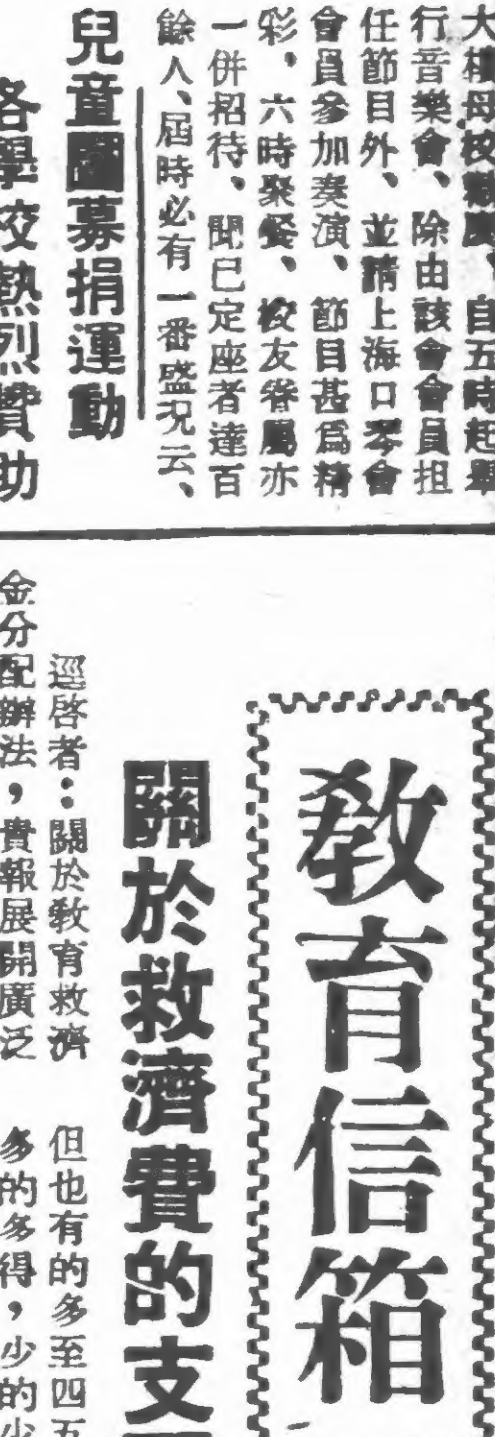 大樓母校聚餐、自五時起舉
行音樂會、除由該會會員担
任節目外、並請上海口琴會
會員參加奏演、節目甚爲精
彩，六時聚餐、校友眷屬亦
一併招待、聞已定座者達百
餘人、屆時必有一番盛況云、
兒童圖募捐運動
各學校熱烈贊助
教育信箱
關於救濟費的支
逕啓者：關於教育救濟
金分配辦法，貴報展開廣泛
但也有的多至四五
多的多得，少的少